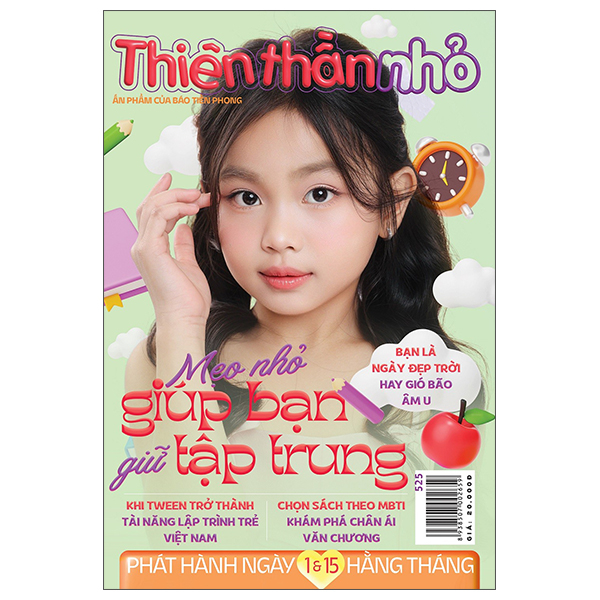 Thiên thần nhỏ
ẤN PHẨM CỦA BÁO TIỀN PHONG
BẠN LÀ
NGÀY ĐẸP TRỜI
HAY GIÓ BÃO
ÂM U
Mẹo nhỏ
giúp bạn
giữ tập trung
KHI TWEEN TRỞ THÀNH
TÀI NĂNG LẬP TRÌNH TRẺ
VIỆT NAM
CHỌN SÁCH THEO MBTI
KHÁM PHÁ CHÂN ÁI
VĂN CHƯƠNG
525
8 938507 002659
GIÁ: 20.000Đ
PHÁT HÀNH NGÀY 1 & 15 HẰNG THÁNG